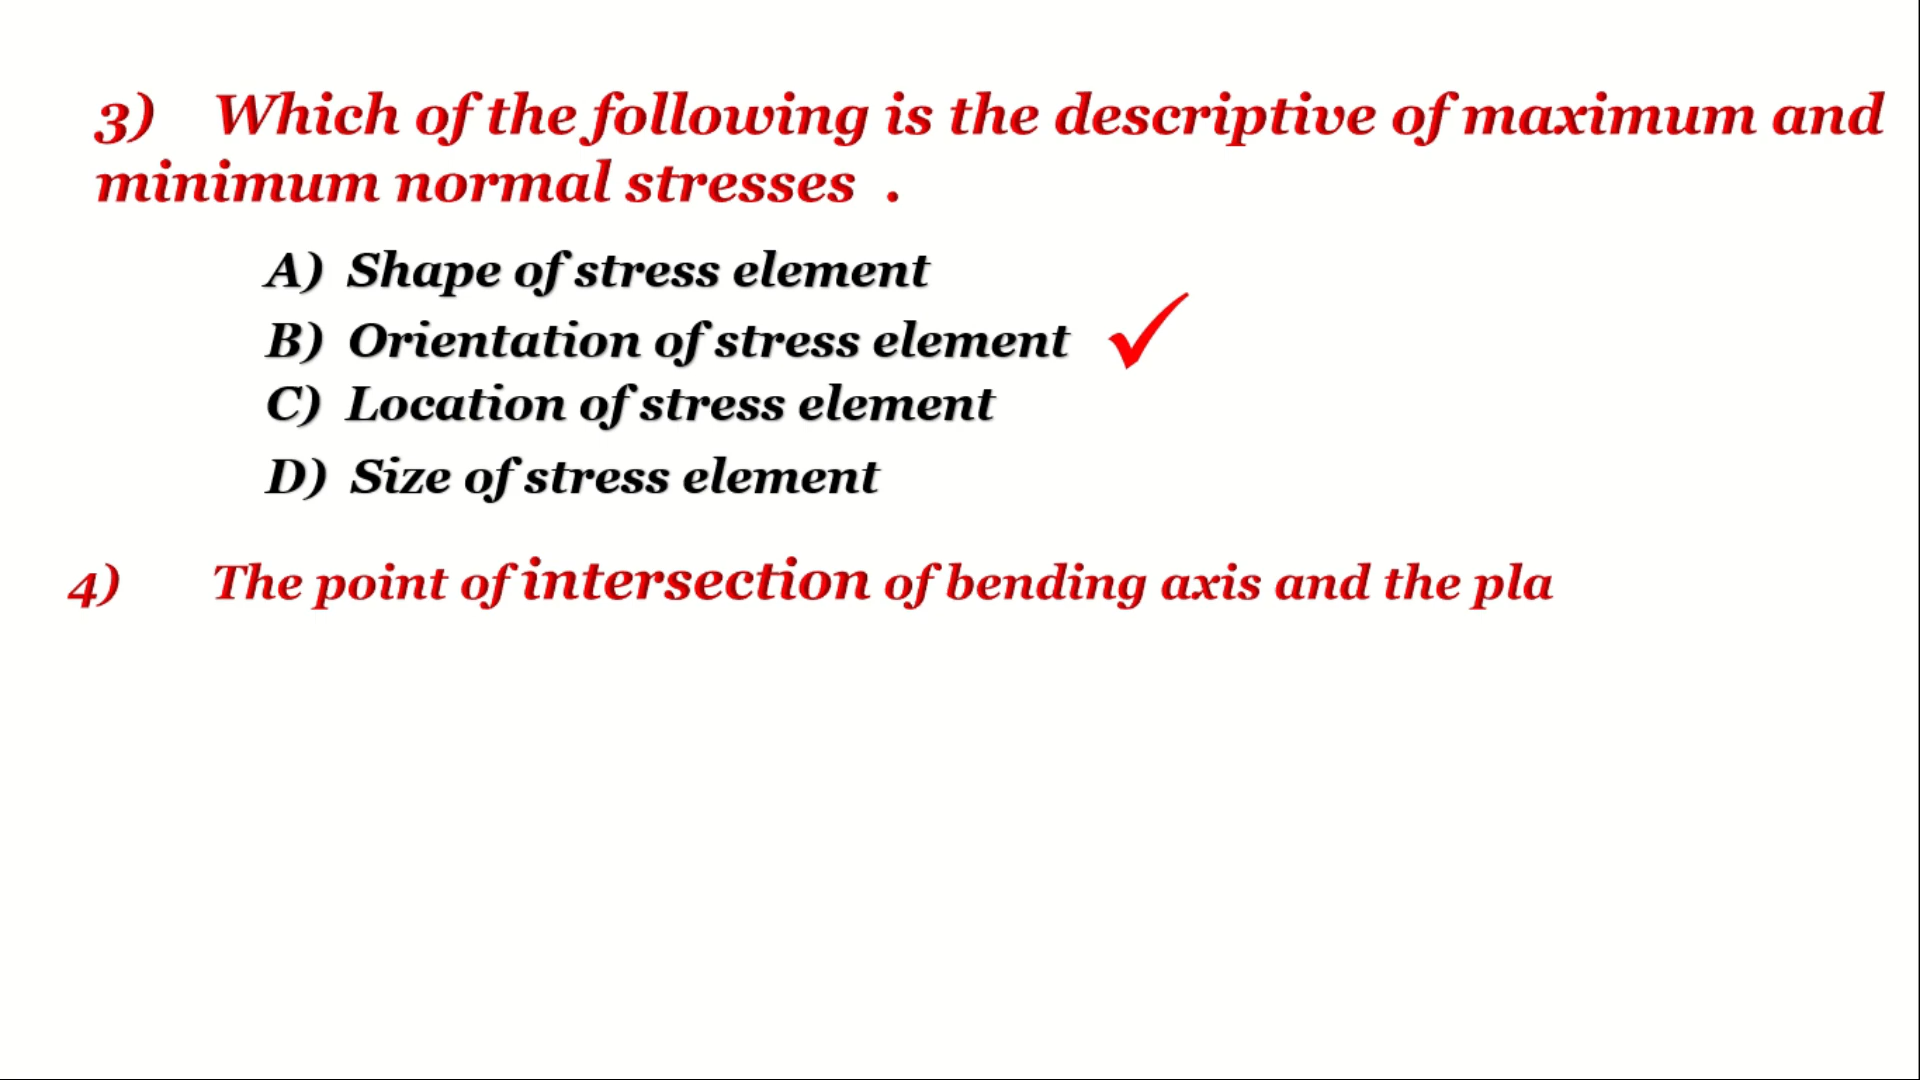 3) Which of the following is the descriptive of maximum and
minimum normal stresses .
A) Shape of stress element
B) Orientation of stress element
C) Location of stress element
D) Size of stress element
4) The point of intersection of bending axis and the pla